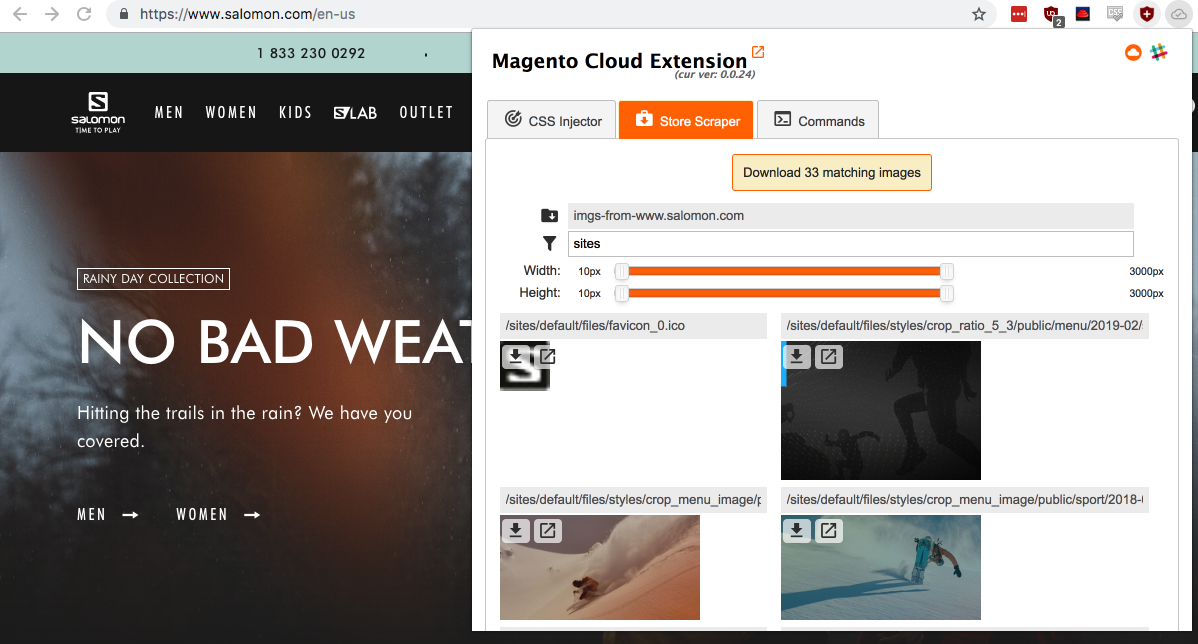 https://www.salomon.com/en-us
2
CSS
1 833 230 0292
salomon
TIME TO PLAY
MEN
WOMEN
KIDS
S/LAB
OUTLET
RAINY DAY COLLECTION
NO BAD WEAT
Hitting the trails in the rain? We have you
covered.
MEN
WOMEN
Magento Cloud Extension
(cur ver: 0.0.24)
CSS Injector
Store Scraper
Commands
Download 33 matching images
imgs-from-www.salomon.com
sites
Width:
10px
3000px
Height:
10px
3000px
/sites/default/files/favicon_0.ico
/sites/default/files/styles/crop_ratio_5_3/public/menu/2019-02/
/sites/default/files/styles/crop_menu_image/p
/sites/default/files/styles/crop_menu_image/public/sport/2018-